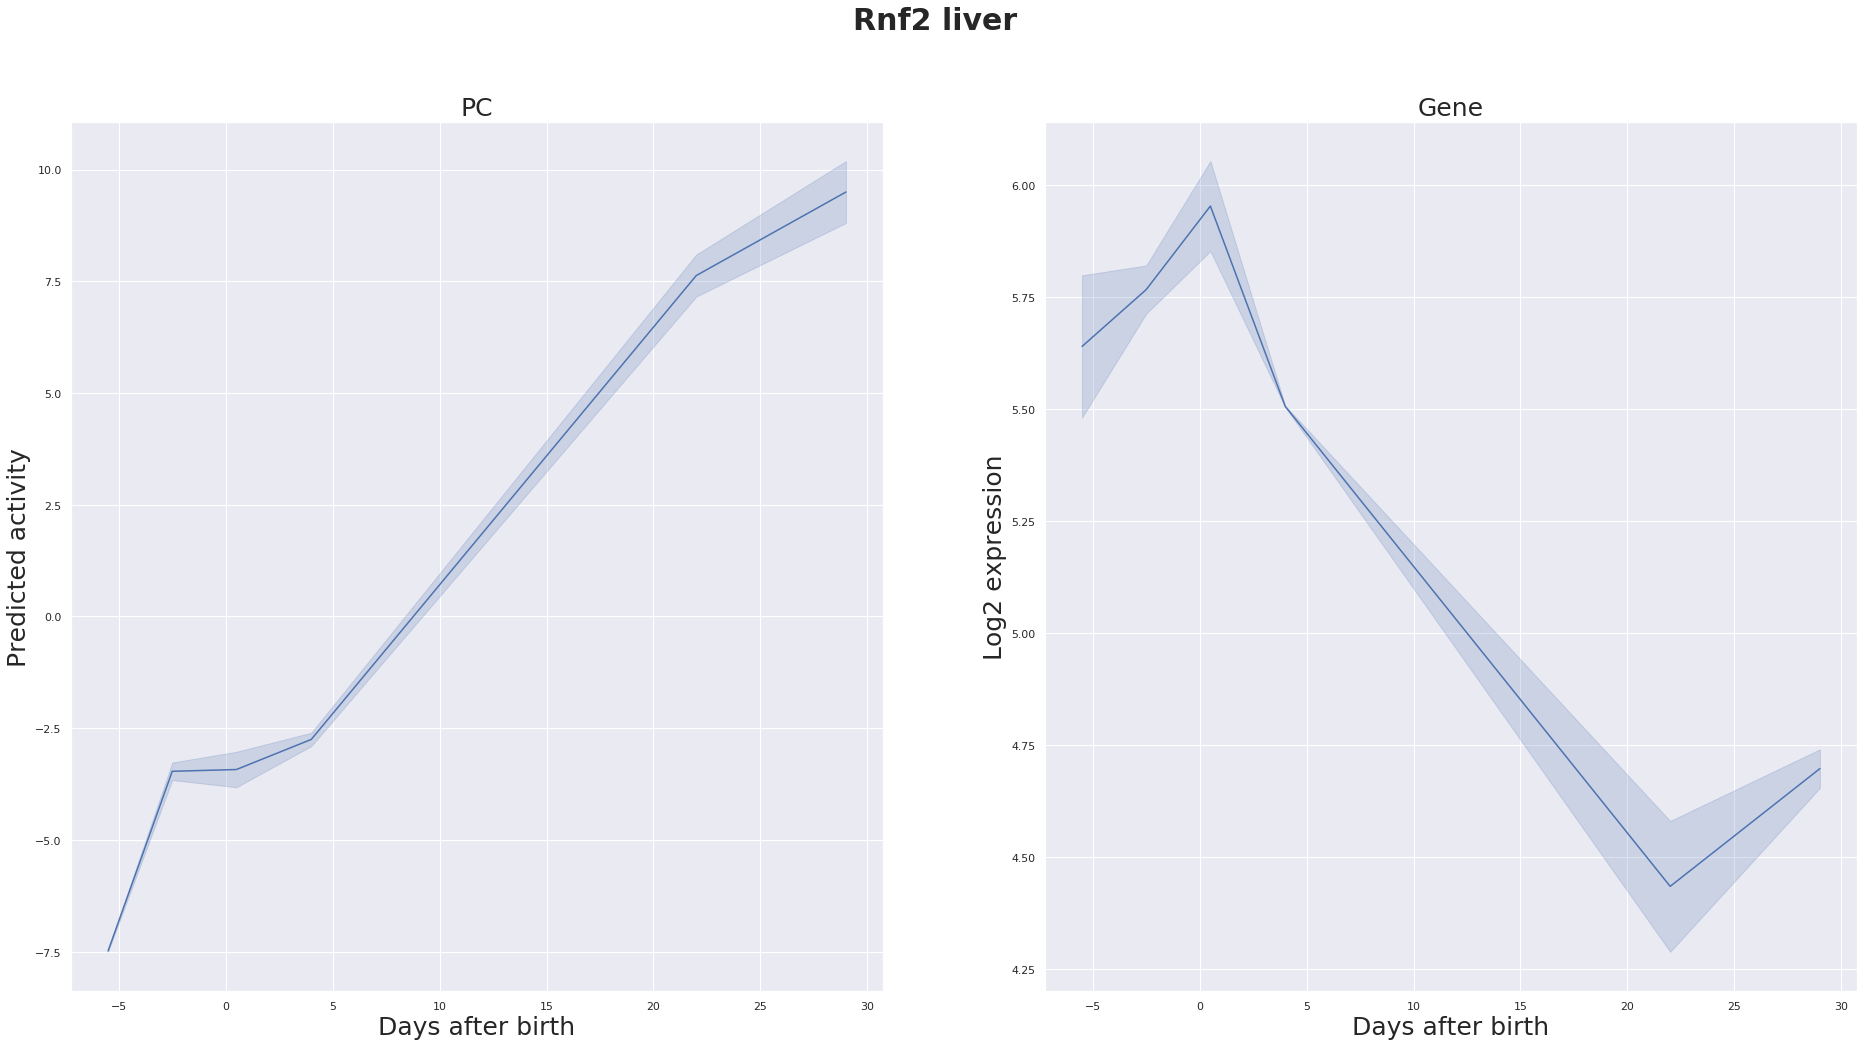 Rnf2 liver
PC
Predicted activity
10.0
7.5
5.0
2.5
0.0
−2.5
−5.0
−7.5
−5 0 5 10 15 20 25 30
Days after birth
Gene
Log2 expression
6.00
5.75
5.50
5.25
5.00
4.75
4.50
4.25
−5 0 5 10 15 20 25 30
Days after birth